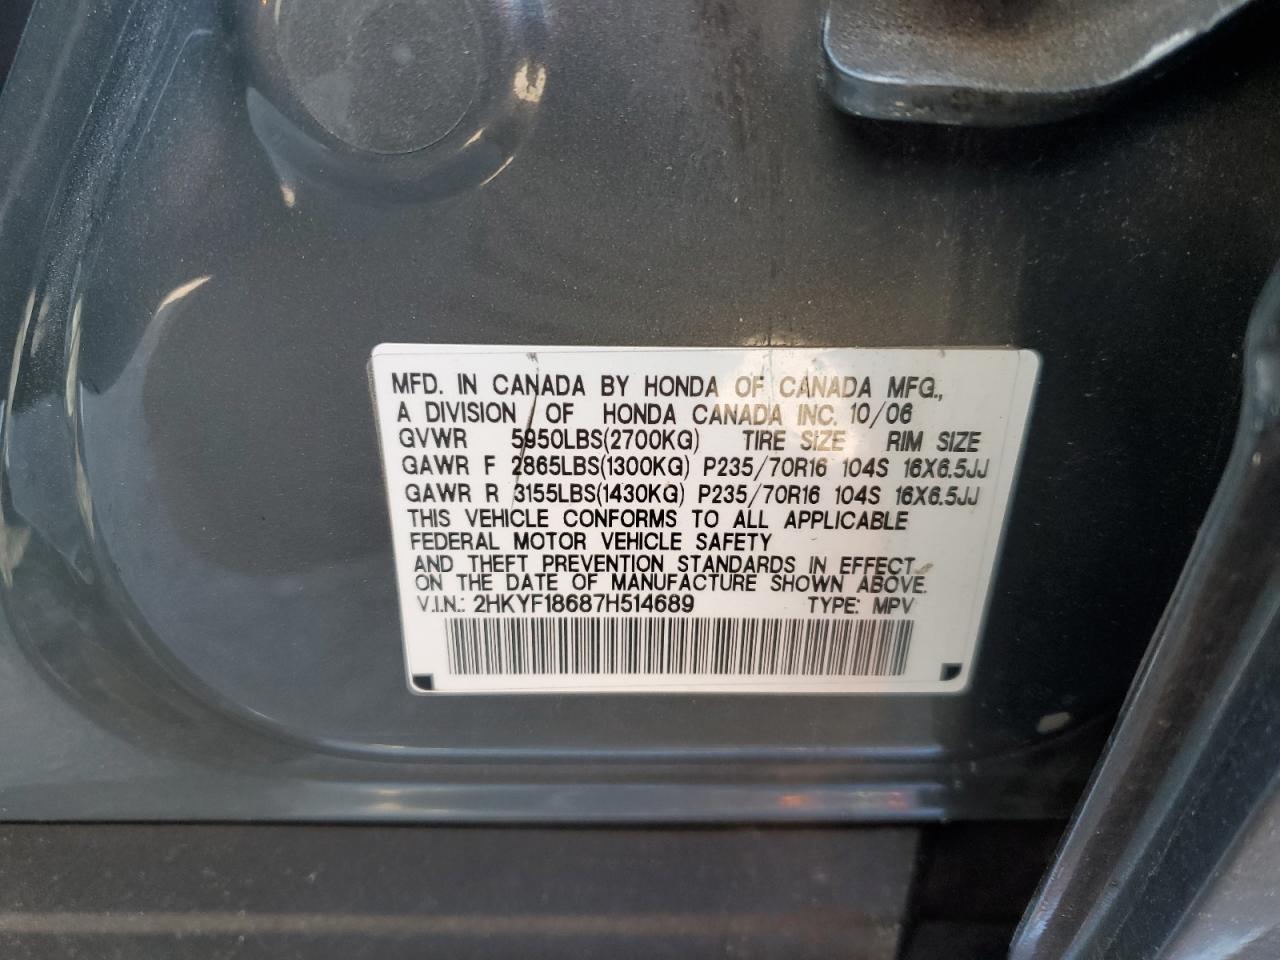 MFD. IN CANADA BY HONDA OF CANADA MFG.,
A DIVISION OF HONDA CANADA INC. 10/06
GVWR 5950LBS(2700KG) TIRE SIZE RIM SIZE
GAWR F 2865LBS(1300KG) P235/70R16 104S 16X6.5JJ
GAWR R 3155LBS(1430KG) P235/70R16 104S 16X6.5JJ
THIS VEHICLE CONFORMS TO ALL APPLICABLE
FEDERAL MOTOR VEHICLE SAFETY
AND THEFT PREVENTION STANDARDS IN EFFECT
ON THE DATE OF MANUFACTURE SHOWN ABOVE.
V.I.N.: 2HKYF18687H514689 TYPE: MPV